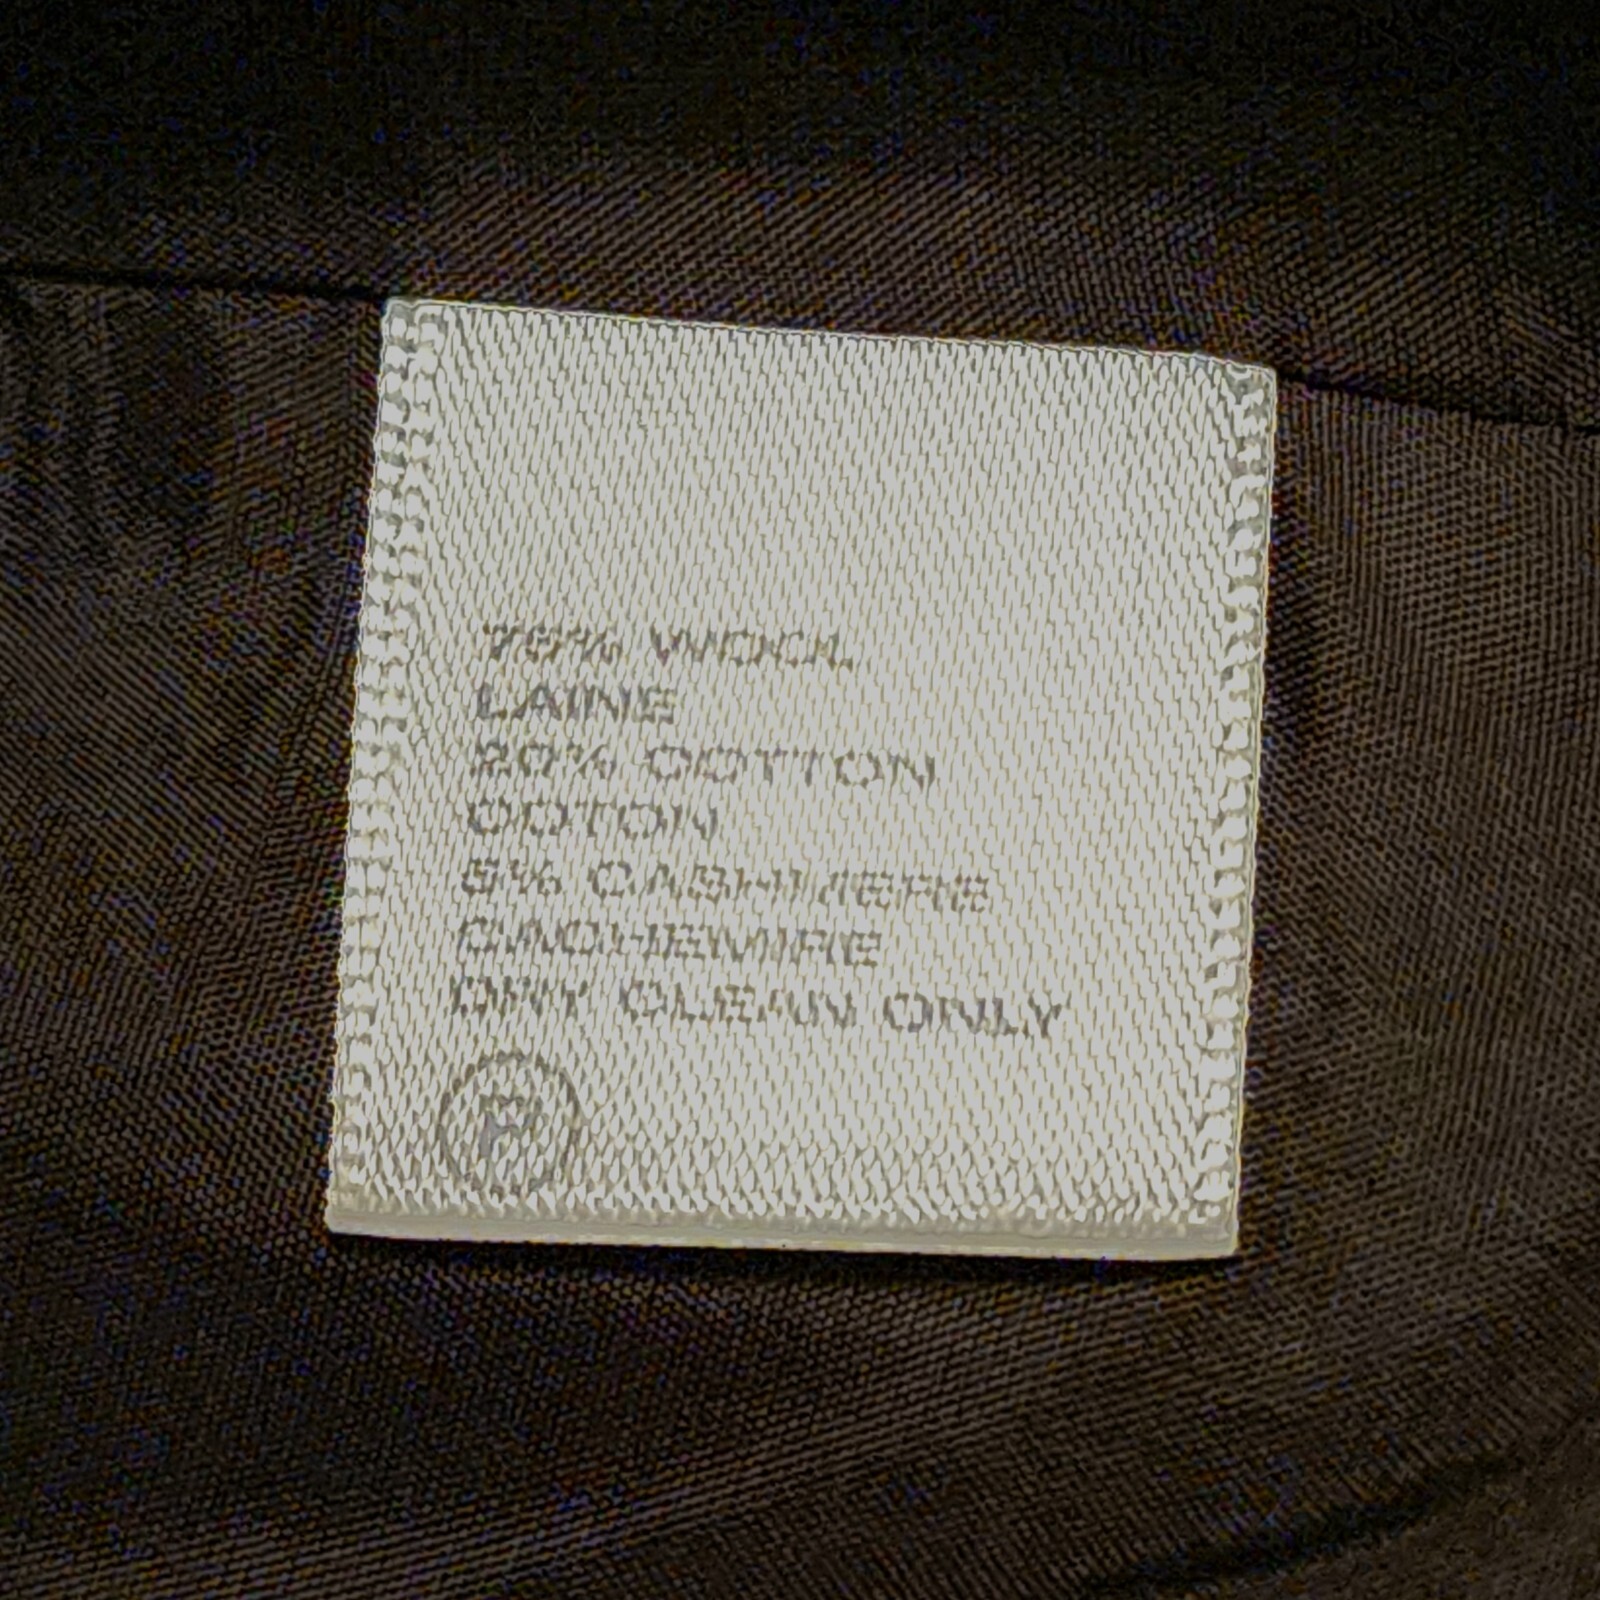 75% WOOL
LAINE
20% COTTON
COTON
5% CASHMERE
CACHEMIRE
DRY CLEAN ONLY
P